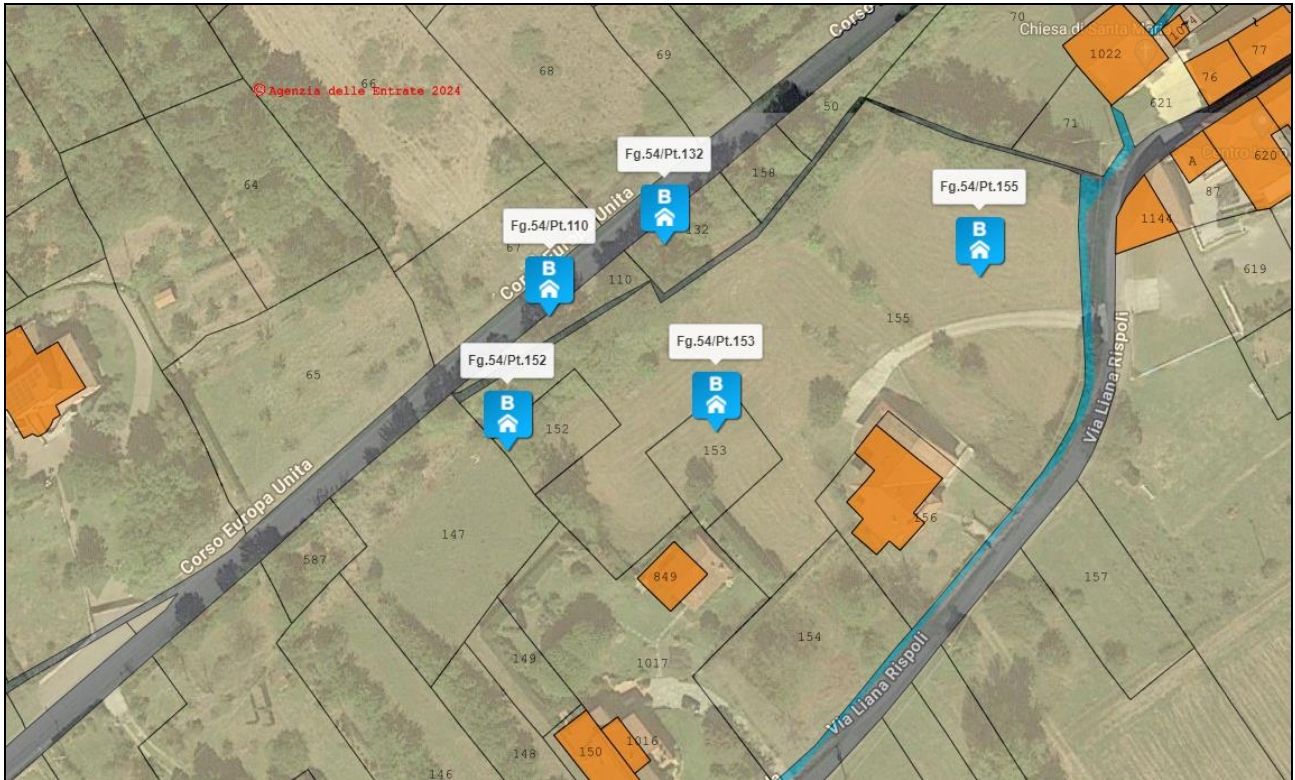 Corso
Chiesa di Santa Mar
70
1022
77
76
69
68
66
© Agenzia delle Entrate 2024
50
621
71
620
A
87
64
158
Fg.54/Pt.132
B
Fg.54/Pt.155
B
132
1144
Fg.54/Pt.110
B
Corso Europa Unita
67
110
619
155
65
Fg.54/Pt.153
B
Fg.54/Pt.152
B
152
153
Via Liana Rispoli
Corso Europa Unita
147
156
587
849
157
154
149
1017
Via Liana Rispoli
148
150
1016
146